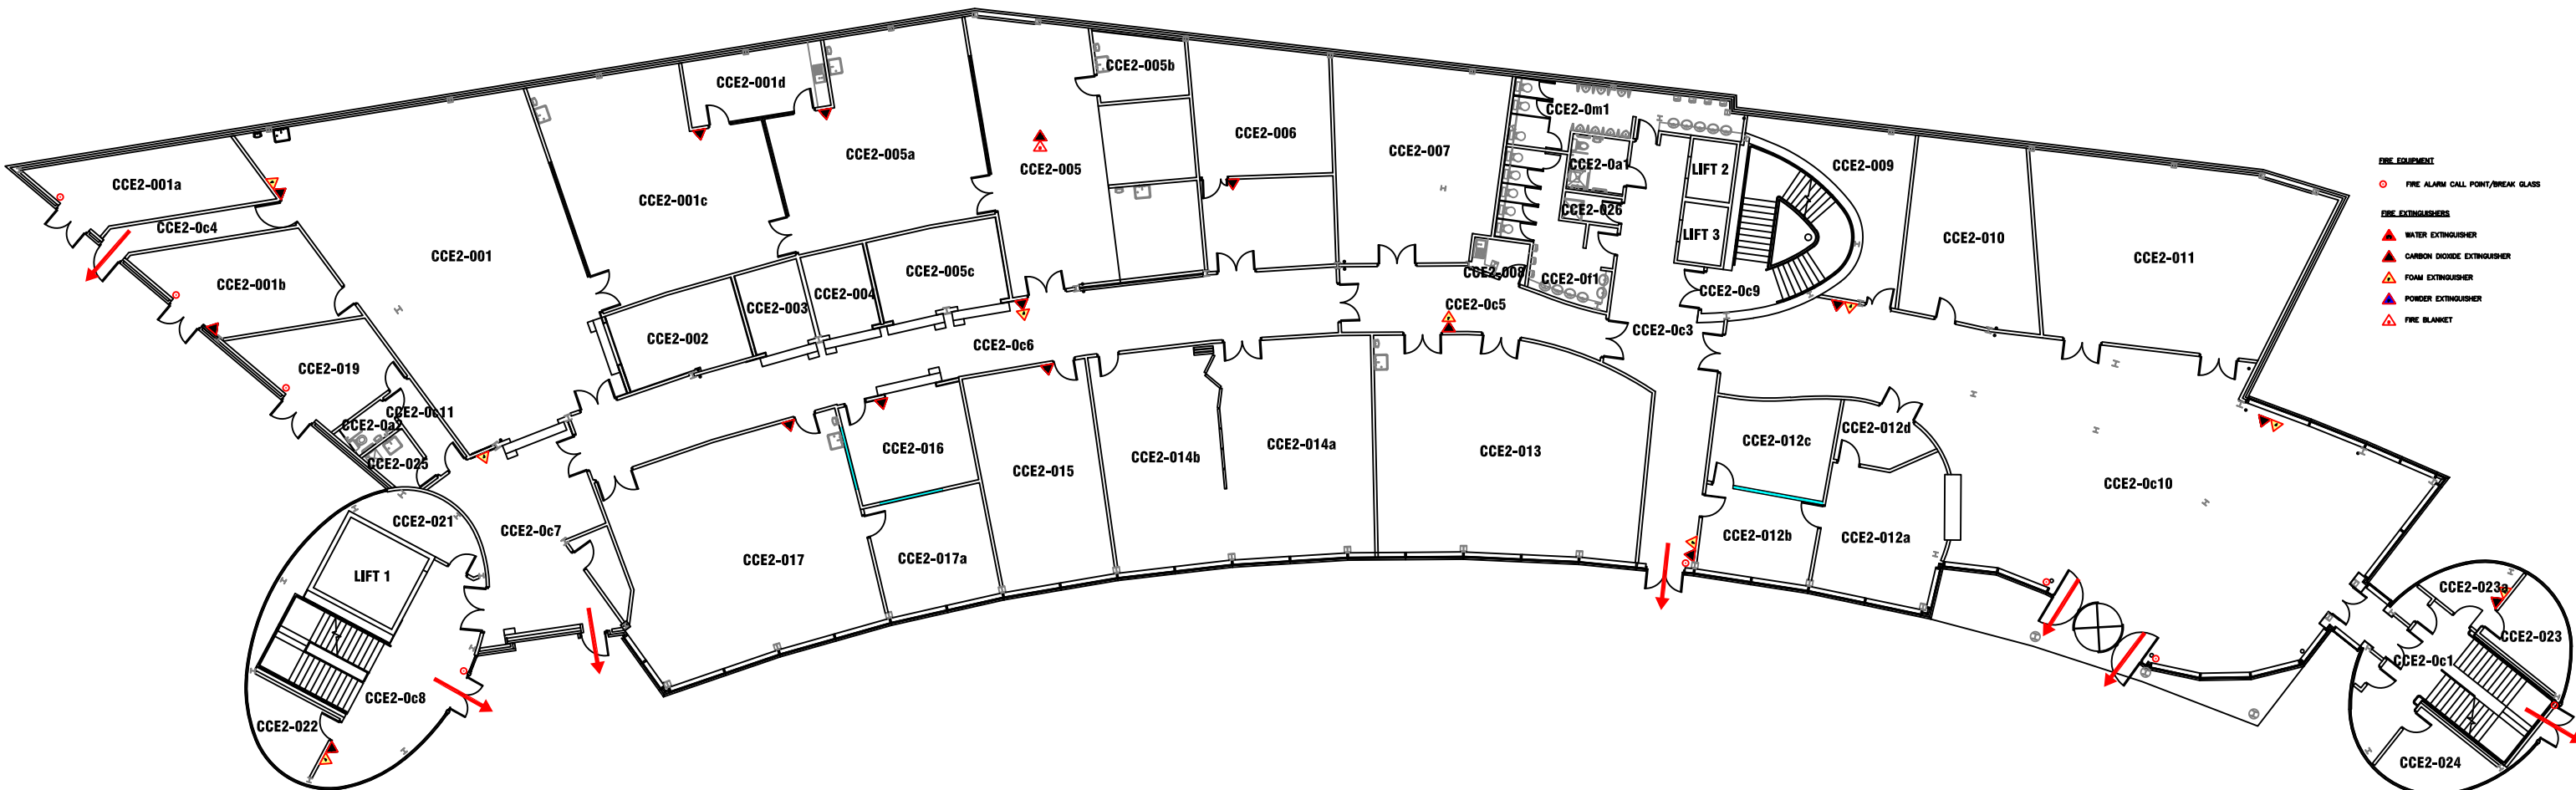 CCE2-001d
CCE2-005b
CCE2-0m1
CCE2-006
CCE2-007
CCE2-005a
CCE2-005
CCE2-0a1
LIFT 2
CCE2-009
CCE2-001a
CCE2-001c
CCE2-026
CCE2-0c4
LIFT 3
CCE2-010
CCE2-011
CCE2-001
CCE2-001b
CCE2-005c
CCE2-008
CCE2-0f1
CCE2-0c9
CCE2-004
CCE2-003
CCE2-0c5
CCE2-002
CCE2-0c6
CCE2-0c3
CCE2-019
CCE2-0c11
CCE2-0a2
CCE2-025
CCE2-016
CCE2-015
CCE2-014b
CCE2-014a
CCE2-013
CCE2-012c
CCE2-012d
CCE2-0c10
CCE2-021
CCE2-0c7
CCE2-017
CCE2-017a
CCE2-012b
CCE2-012a
LIFT 1
CCE2-023a
CCE2-023
CCE2-0c1
CCE2-0c8
CCE2-022
CCE2-024
FIRE EQUIPMENT
FIRE ALARM CALL POINT/BREAK GLASS
FIRE EXTINGUISHERS
WATER EXTINGUISHER
CARBON DIOXIDE EXTINGUISHER
FOAM EXTINGUISHER
POWDER EXTINGUISHER
FIRE BLANKET